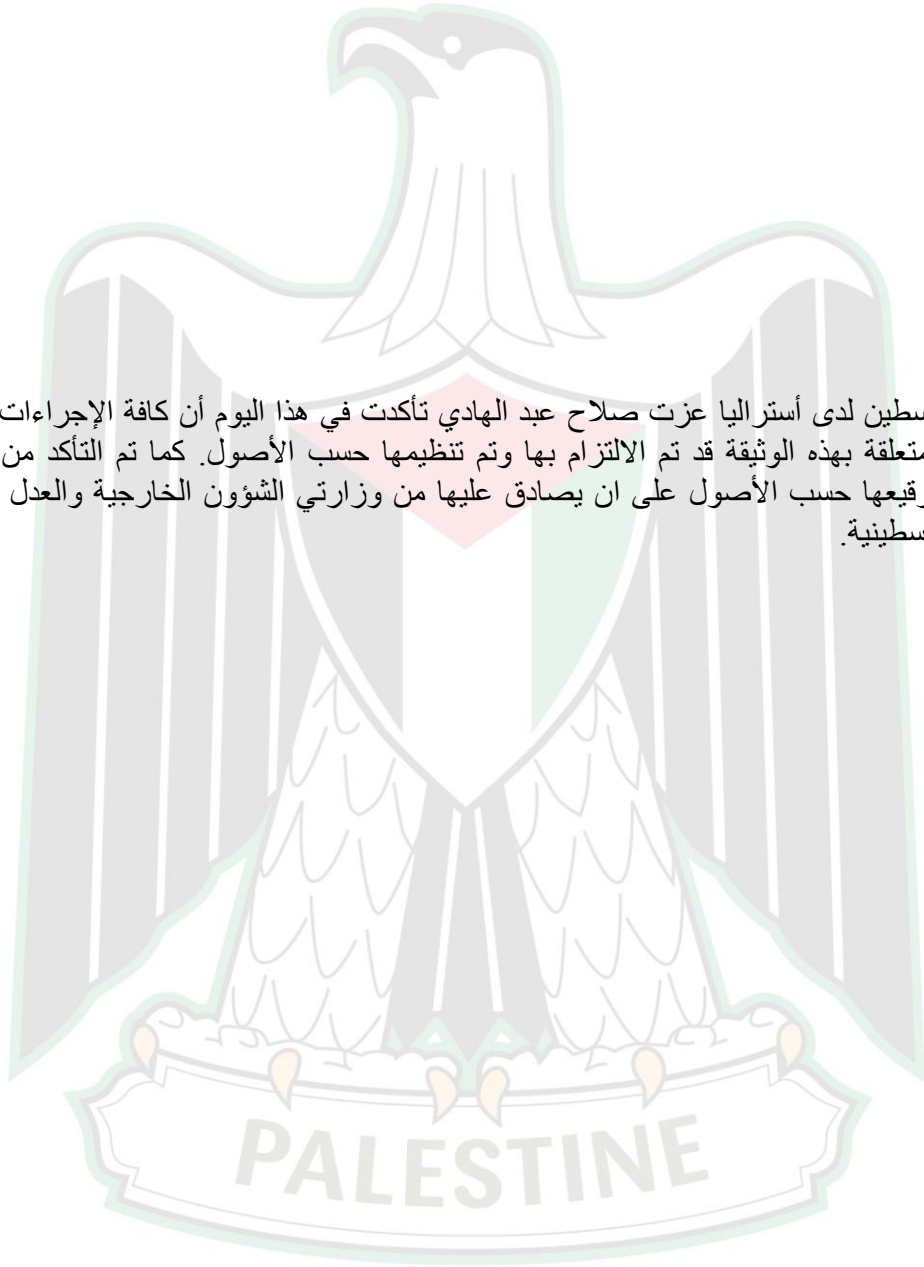 سطين لدى أستراليا عزت صلاح عبد الهادي تأكدت في هذا اليوم أن كافة الإجراءات
متعلقة بهذه الوثيقة قد تم الالتزام بها وتم تنظيمها حسب الأصول. كما تم التأكد من
وقيعها حسب الأصول على ان يصادق عليها من وزارتي الشؤون الخارجية والعدل
سطينية.
PALESTINE